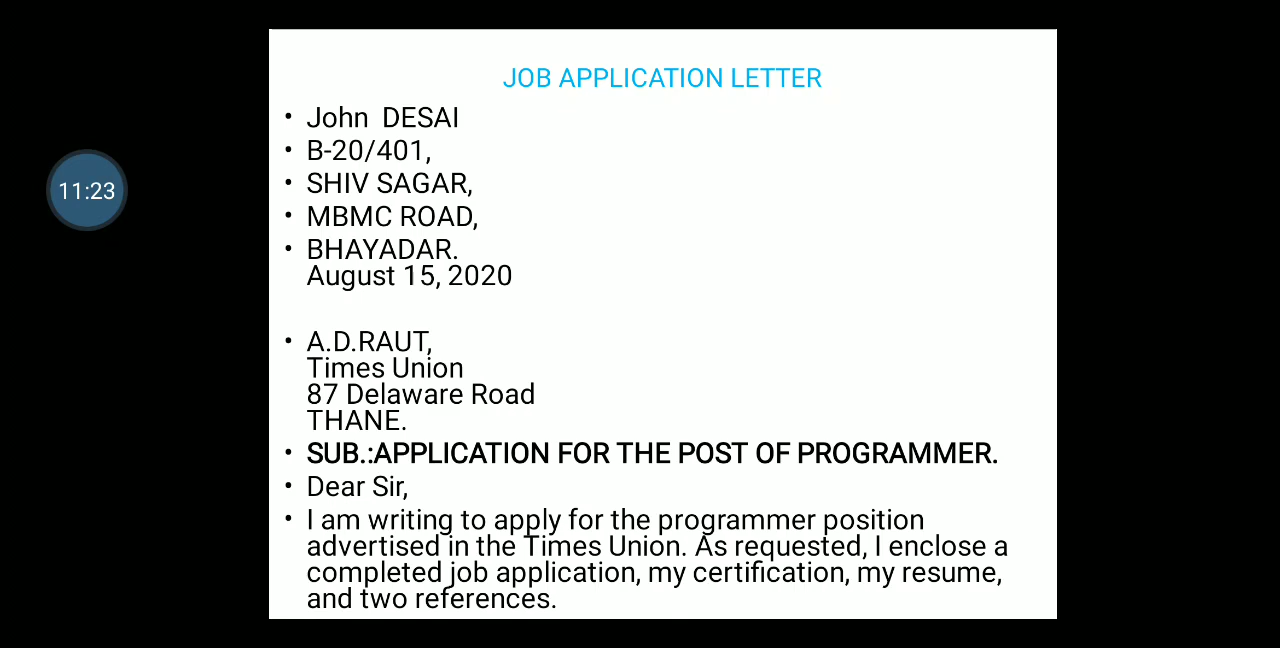 JOB APPLICATION LETTER
• John DESAI
• B-20/401,
• SHIV SAGAR,
• MBMC ROAD,
• BHAYADAR.
August 15, 2020
11:23
• A.D.RAUT,
Times Union
87 Delaware Road
THANE.
• SUB.:APPLICATION FOR THE POST OF PROGRAMMER.
• Dear Sir,
• I am writing to apply for the programmer position
advertised in the Times Union. As requested, I enclose a
completed job application, my certification, my resume,
and two references.